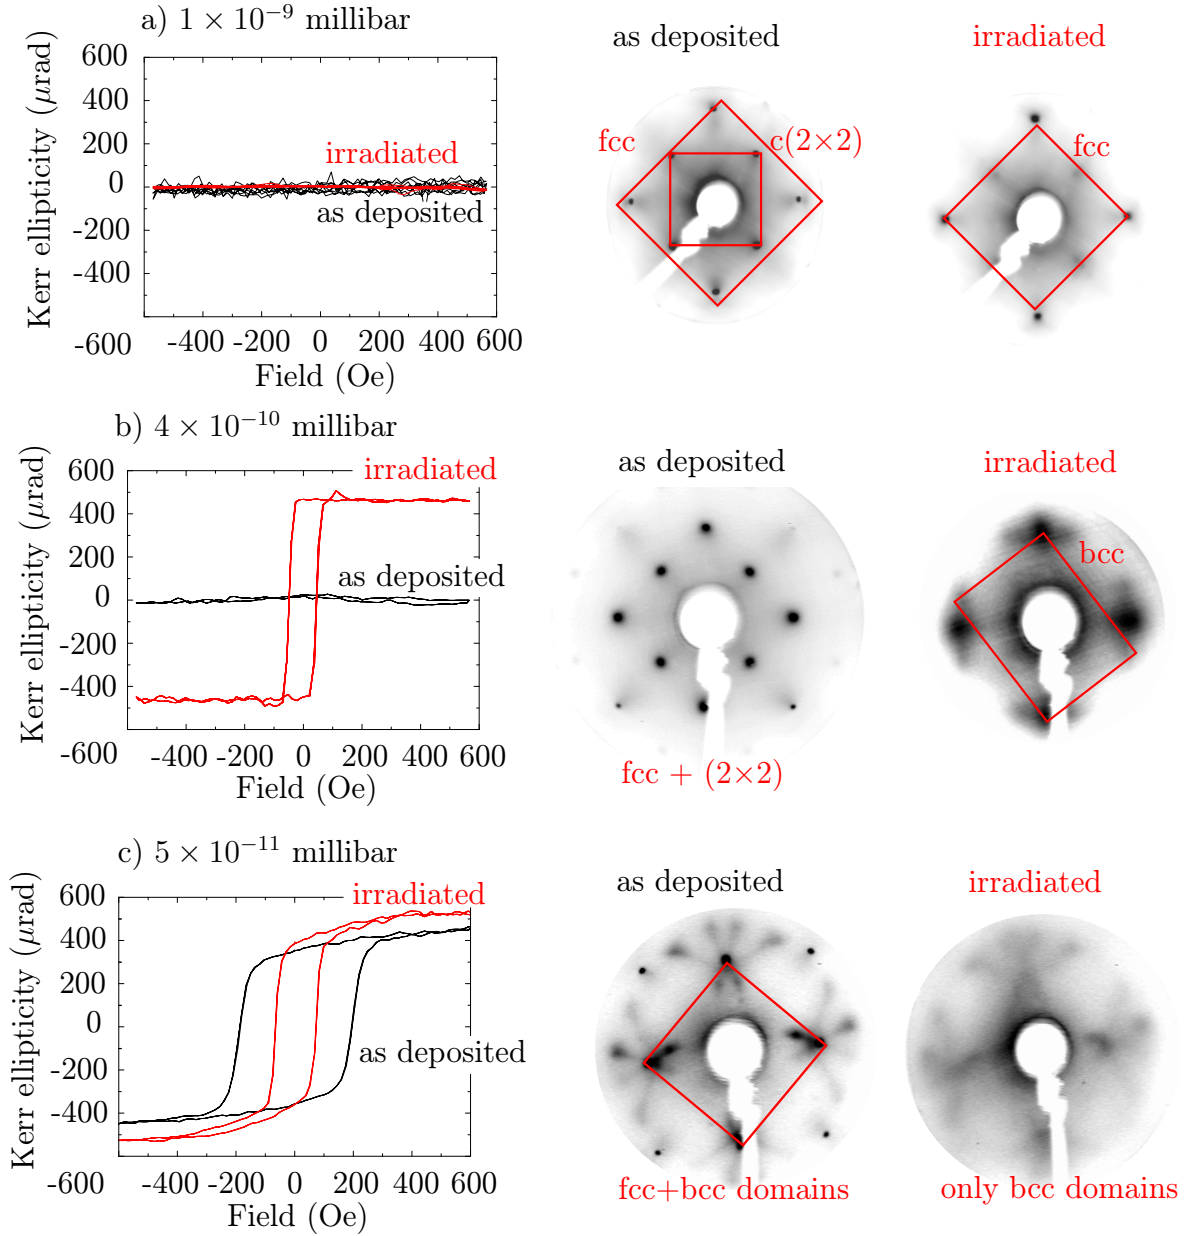 a) 1 × 10⁻⁹ millibar
as deposited
irradiated
Kerr ellipticity (μrad)
600
400
200
0
-200
-400
-600
irradiated
as deposited
-400 -200 0 200 400 600
Field (Oe)
fcc
c(2×2)
fcc
b) 4 × 10⁻¹⁰ millibar
as deposited
irradiated
Kerr ellipticity (μrad)
600
400
200
0
-200
-400
-600
irradiated
as deposited
-400 -200 0 200 400 600
Field (Oe)
fcc + (2×2)
bcc
c) 5 × 10⁻¹¹ millibar
as deposited
irradiated
Kerr ellipticity (μrad)
600
400
200
0
-200
-400
-600
irradiated
as deposited
-400 -200 0 200 400 600
Field (Oe)
fcc+bcc domains
only bcc domains